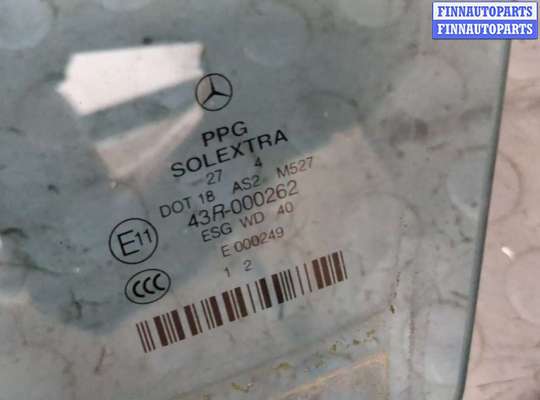 FINNAUTOPARTS
FINNAUTOPARTS
PPG
SOLEXTRA
27 4
DOT 18 AS2 M527
43R-000262
ESG WD 40
E 000249
1 2
E11
CCC